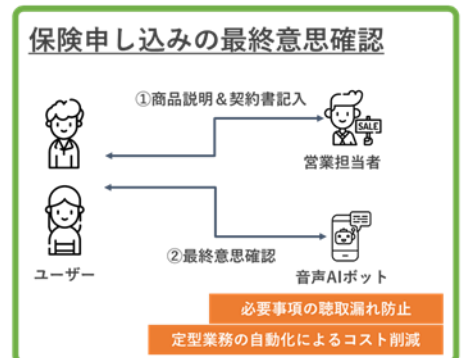 保険申し込みの最終意思確認
①商品説明＆契約書記入
SALE
営業担当者
②最終意思確認
ユーザー
音声AIボット
必要事項の聴取漏れ防止
定型業務の自動化によるコスト削減